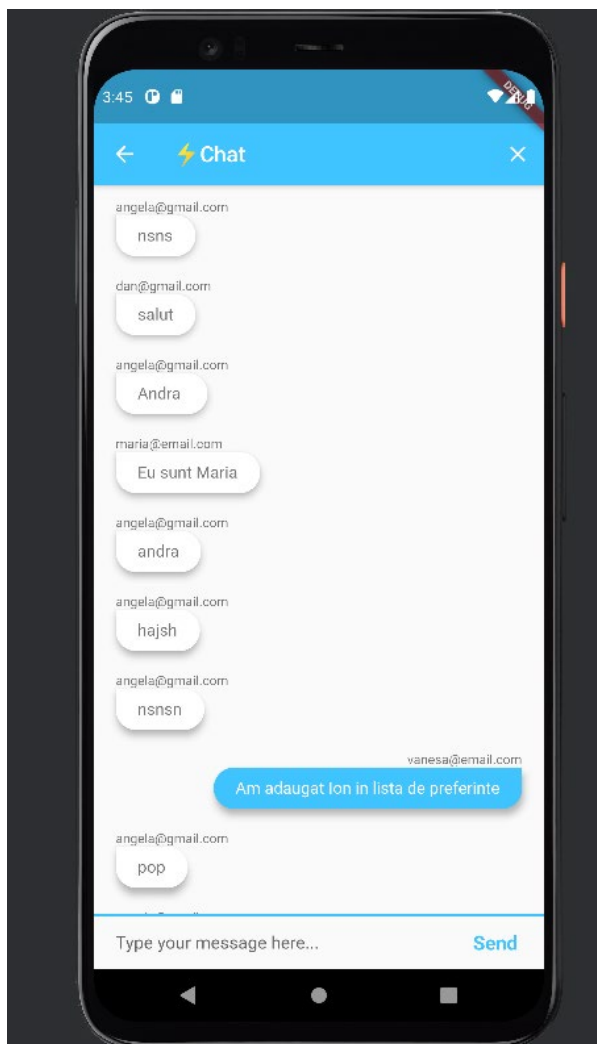 3:45
DEBUG
⚡Chat
angela@gmail.com
nsns
dan@gmail.com
salut
angela@gmail.com
Andra
maria@email.com
Eu sunt Maria
angela@gmail.com
andra
angela@gmail.com
hajsh
angela@gmail.com
nsnsn
vanesa@email.com
Am adaugat Ion in lista de preferinte
angela@gmail.com
pop
Type your message here...
Send